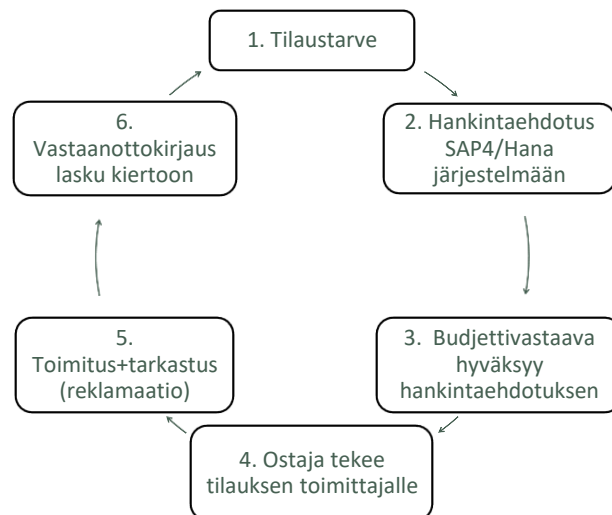 1. Tilaustarve
2. Hankintaehdotus
SAP4/Hana
järjestelmään
3. Budjettivastaava
hyväksyy
hankintaehdotuksen
4. Ostaja tekee
tilauksen toimittajalle
5.
Toimitus+tarkastus
(reklamaatio)
6.
Vastaanottokirjaus
lasku kiertoon